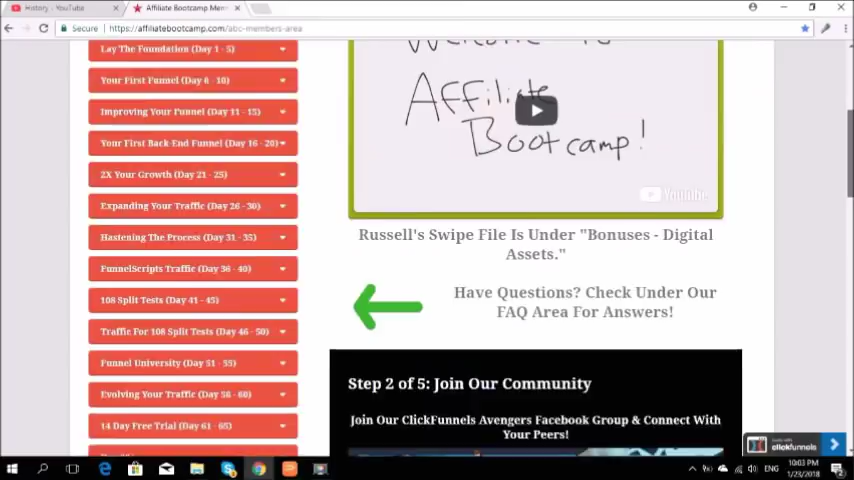 History - YouTube
Affiliatebootcamp.com Mem
Secure
https://affiliatebootcamp.com/abc-members-area
Lay The Foundation (Day 1 - 5)
Your First Funnel (Day 6 - 10)
Improving Your Funnel (Day 11 - 15)
Your First Back-End Funnel (Day 16 - 20)
2X Your Growth (Day 21 - 25)
Expanding Your Traffic (Day 26 - 30)
Hastening The Process (Day 31 - 35)
FunnelScripts Traffic (Day 36 - 40)
108 Split Tests (Day 41 - 45)
Traffic For 108 Split Tests (Day 46 - 50)
Funnel University (Day 51 - 55)
Evolving Your Traffic (Day 56 - 60)
14 Day Free Trial (Day 61 - 65)
Welcome To
Affiliate
Bootcamp!
YouTube
Russell's Swipe File Is Under "Bonuses - Digital
Assets."
Have Questions? Check Under Our
FAQ Area For Answers!
Step 2 of 5: Join Our Community
Join Our ClickFunnels Avengers Facebook Group & Connect With
Your Peers!
clickfunnels
ENG
10:03 PM
1/23/2018